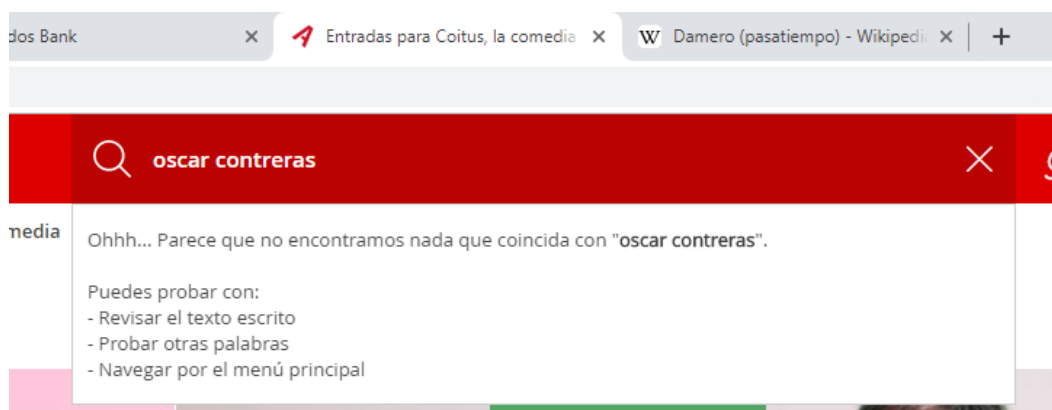 dos Bank
Entradas para Coitus, la comedia
W Damero (pasatiempo) - Wikipedi
oscar contreras
media
Ohhh... Parece que no encontramos nada que coincida con "oscar contreras".
Puedes probar con:
- Revisar el texto escrito
- Probar otras palabras
- Navegar por el menú principal